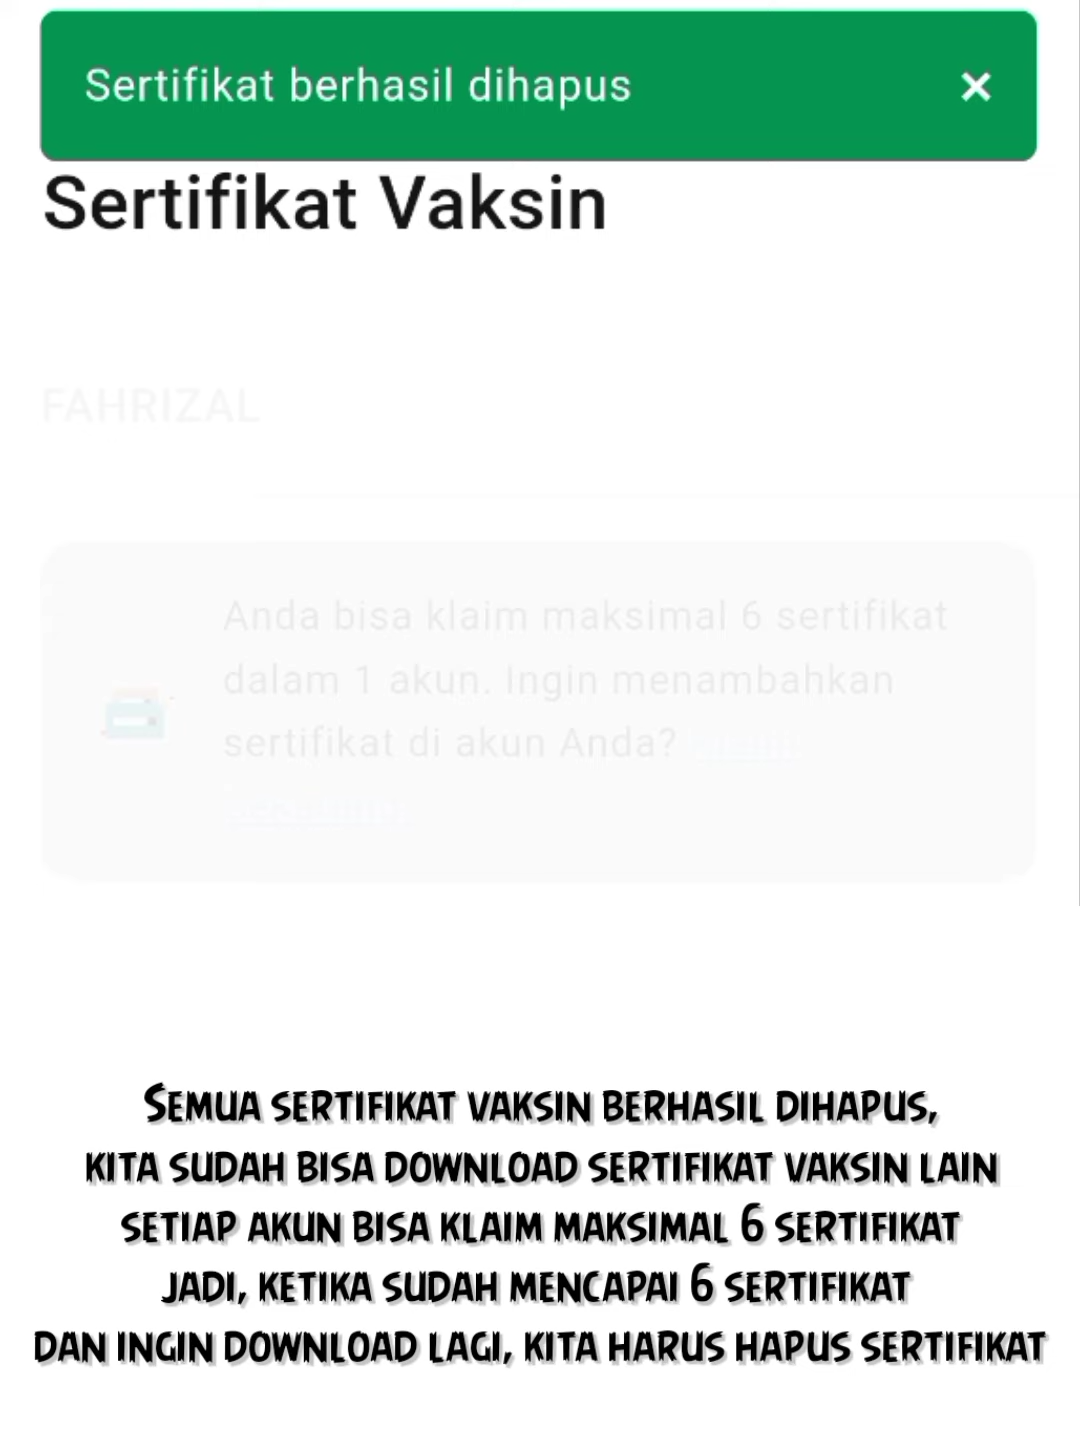 Sertifikat berhasil dihapus
Sertifikat Vaksin
FAHRIZAL
Anda bisa klaim maksimal 6 sertifikat
dalam 1 akun. Ingin menambahkan
sertifikat di akun Anda?
Semua sertifikat vaksin berhasil dihapus,
kita sudah bisa download sertifikat vaksin lain
setiap akun bisa klaim maksimal 6 sertifikat
jadi, ketika sudah mencapai 6 sertifikat
dan ingin download lagi, kita harus hapus sertifikat